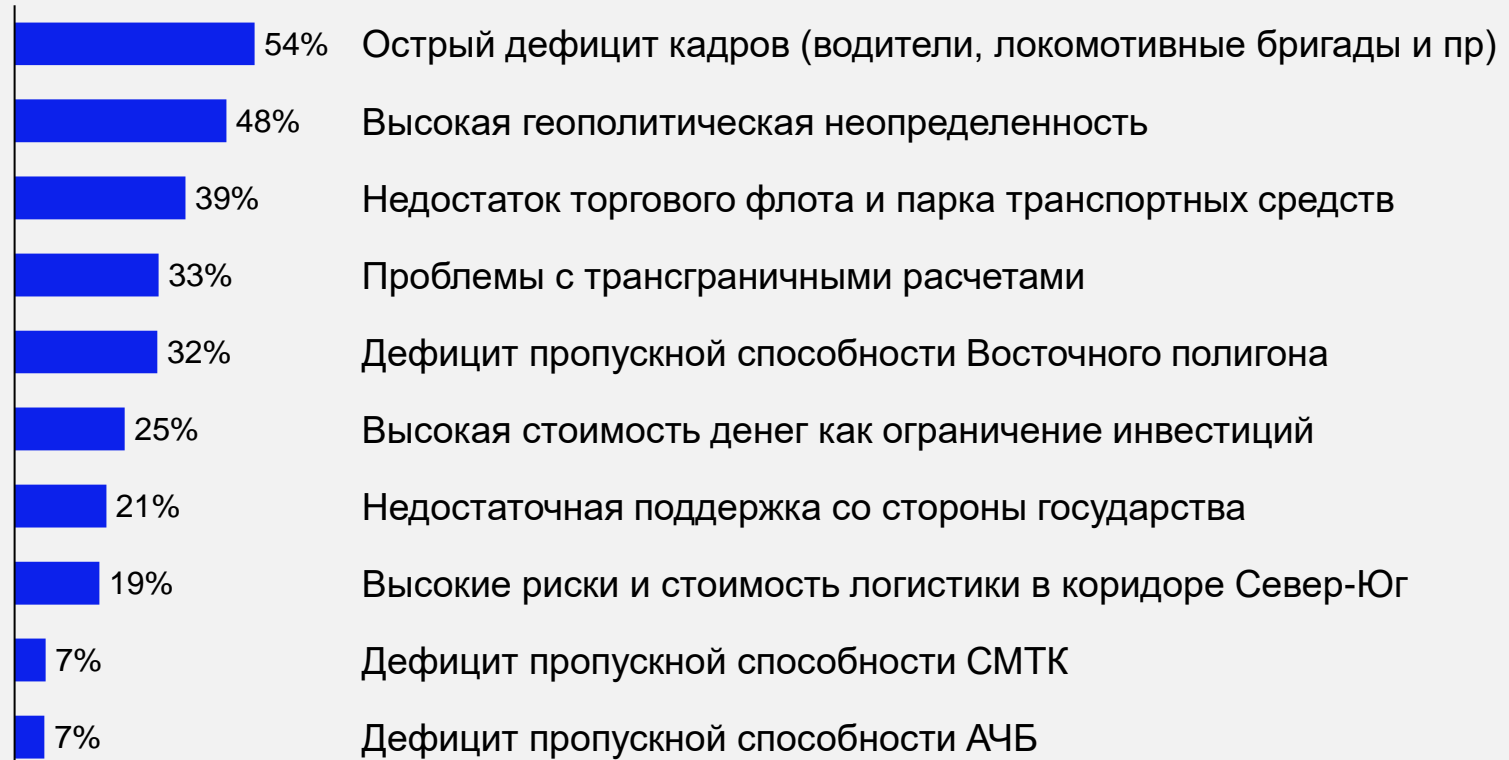 54% Острый дефицит кадров (водители, локомотивные бригады и пр)
48% Высокая геополитическая неопределенность
39% Недостаток торгового флота и парка транспортных средств
33% Проблемы с трансграничными расчетами
32% Дефицит пропускной способности Восточного полигона
25% Высокая стоимость денег как ограничение инвестиций
21% Недостаточная поддержка со стороны государства
19% Высокие риски и стоимость логистики в коридоре Север-Юг
7% Дефицит пропускной способности СМТК
7% Дефицит пропускной способности АЧБ